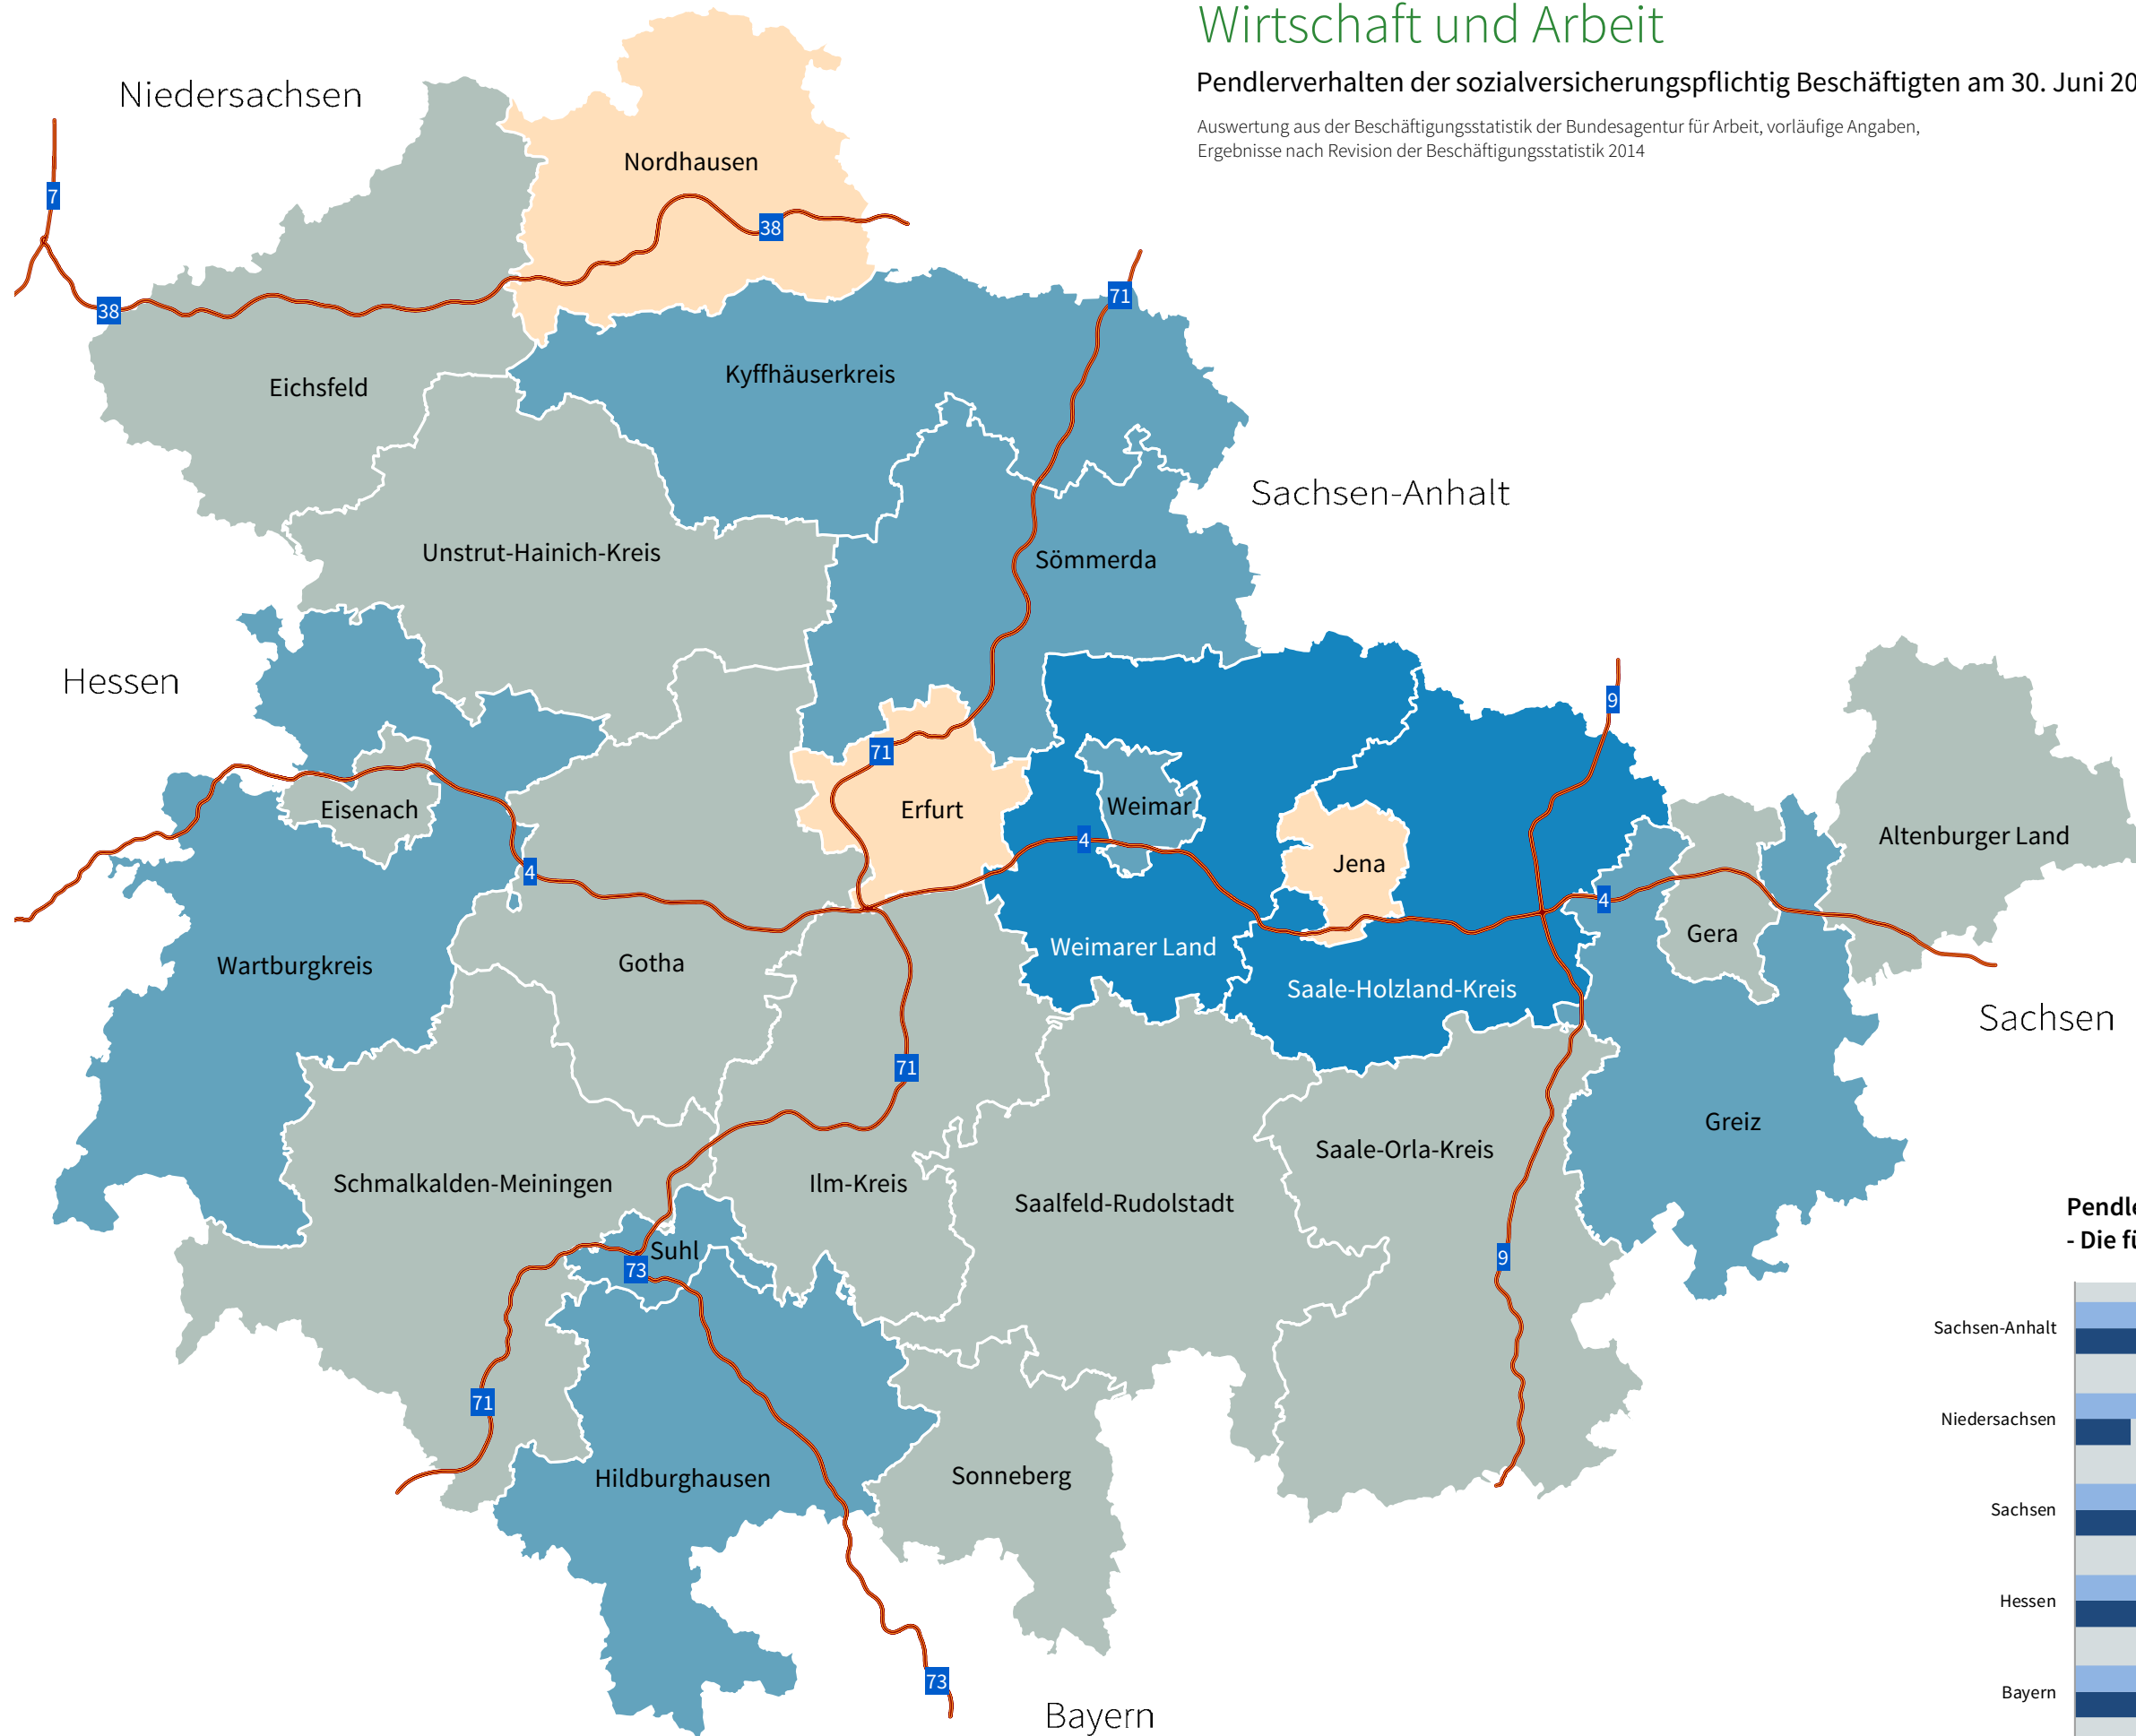 Wirtschaft und Arbeit
Pendlerverhalten der sozialversicherungspflichtig Beschäftigten am 30. Juni 20
Auswertung aus der Beschäftigungsstatistik der Bundesagentur für Arbeit, vorläufige Angaben,
Ergebnisse nach Revision der Beschäftigungsstatistik 2014
Niedersachsen
Nordhausen
7
38
71
38
Kyffhäuserkreis
Eichsfeld
Sachsen-Anhalt
Unstrut-Hainich-Kreis
Sömmerda
Hessen
9
71
Eisenach
Erfurt
Weimar
Altenburger Land
4
Jena
4
4
Gera
Weimarer Land
Wartburgkreis
Gotha
Saale-Holzland-Kreis
Sachsen
71
Greiz
Saale-Orla-Kreis
Schmalkalden-Meiningen
Ilm-Kreis
Saalfeld-Rudolstadt
Suhl
73
9
71
Hildburghausen
Sonneberg
73
Bayern
Pendle
- Die fü
Sachsen-Anhalt
Niedersachsen
Sachsen
Hessen
Bayern